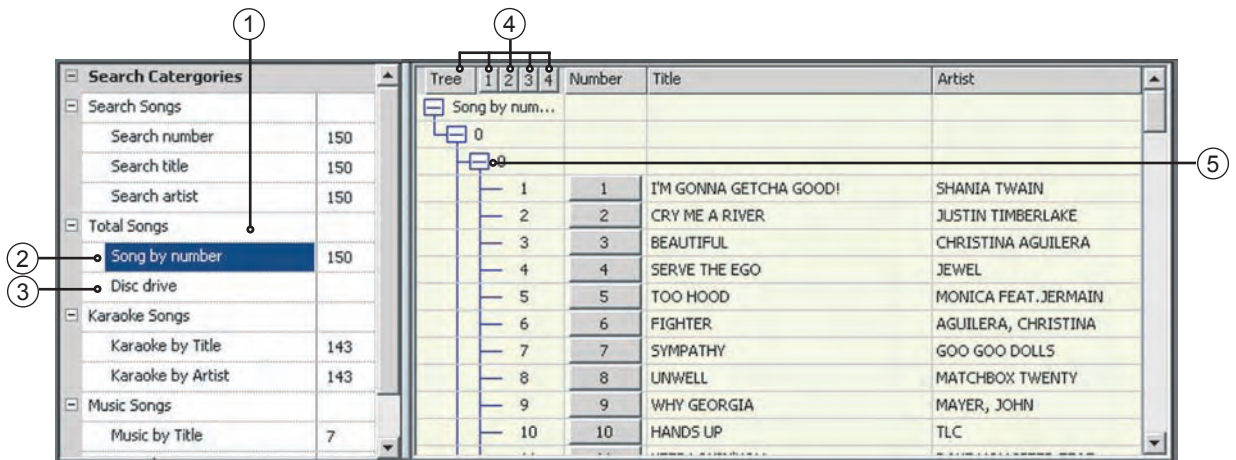 1
4
Search Catergories
Tree 1 2 3 4 Number Title Artist
Search Songs
Song by num...
Search number 150
0
Search title 150
0
5
Search artist 150
1 1 I'M GONNA GETCHA GOOD! SHANIA TWAIN
Total Songs
2 2 CRY ME A RIVER JUSTIN TIMBERLAKE
2
Song by number 150
3 3 BEAUTIFUL CHRISTINA AGUILERA
4 4 SERVE THE EGO JEWEL
3
Disc drive
5 5 TOO HOOD MONICA FEAT.JERMAIN
Karaoke Songs
6 6 FIGHTER AGUILERA, CHRISTINA
Karaoke by Title 143
7 7 SYMPATHY GOO GOO DOLLS
Karaoke by Artist 143
8 8 UNWELL MATCHBOX TWENTY
Music Songs
9 9 WHY GEORGIA MAYER, JOHN
Music by Title 7
10 10 HANDS UP TLC